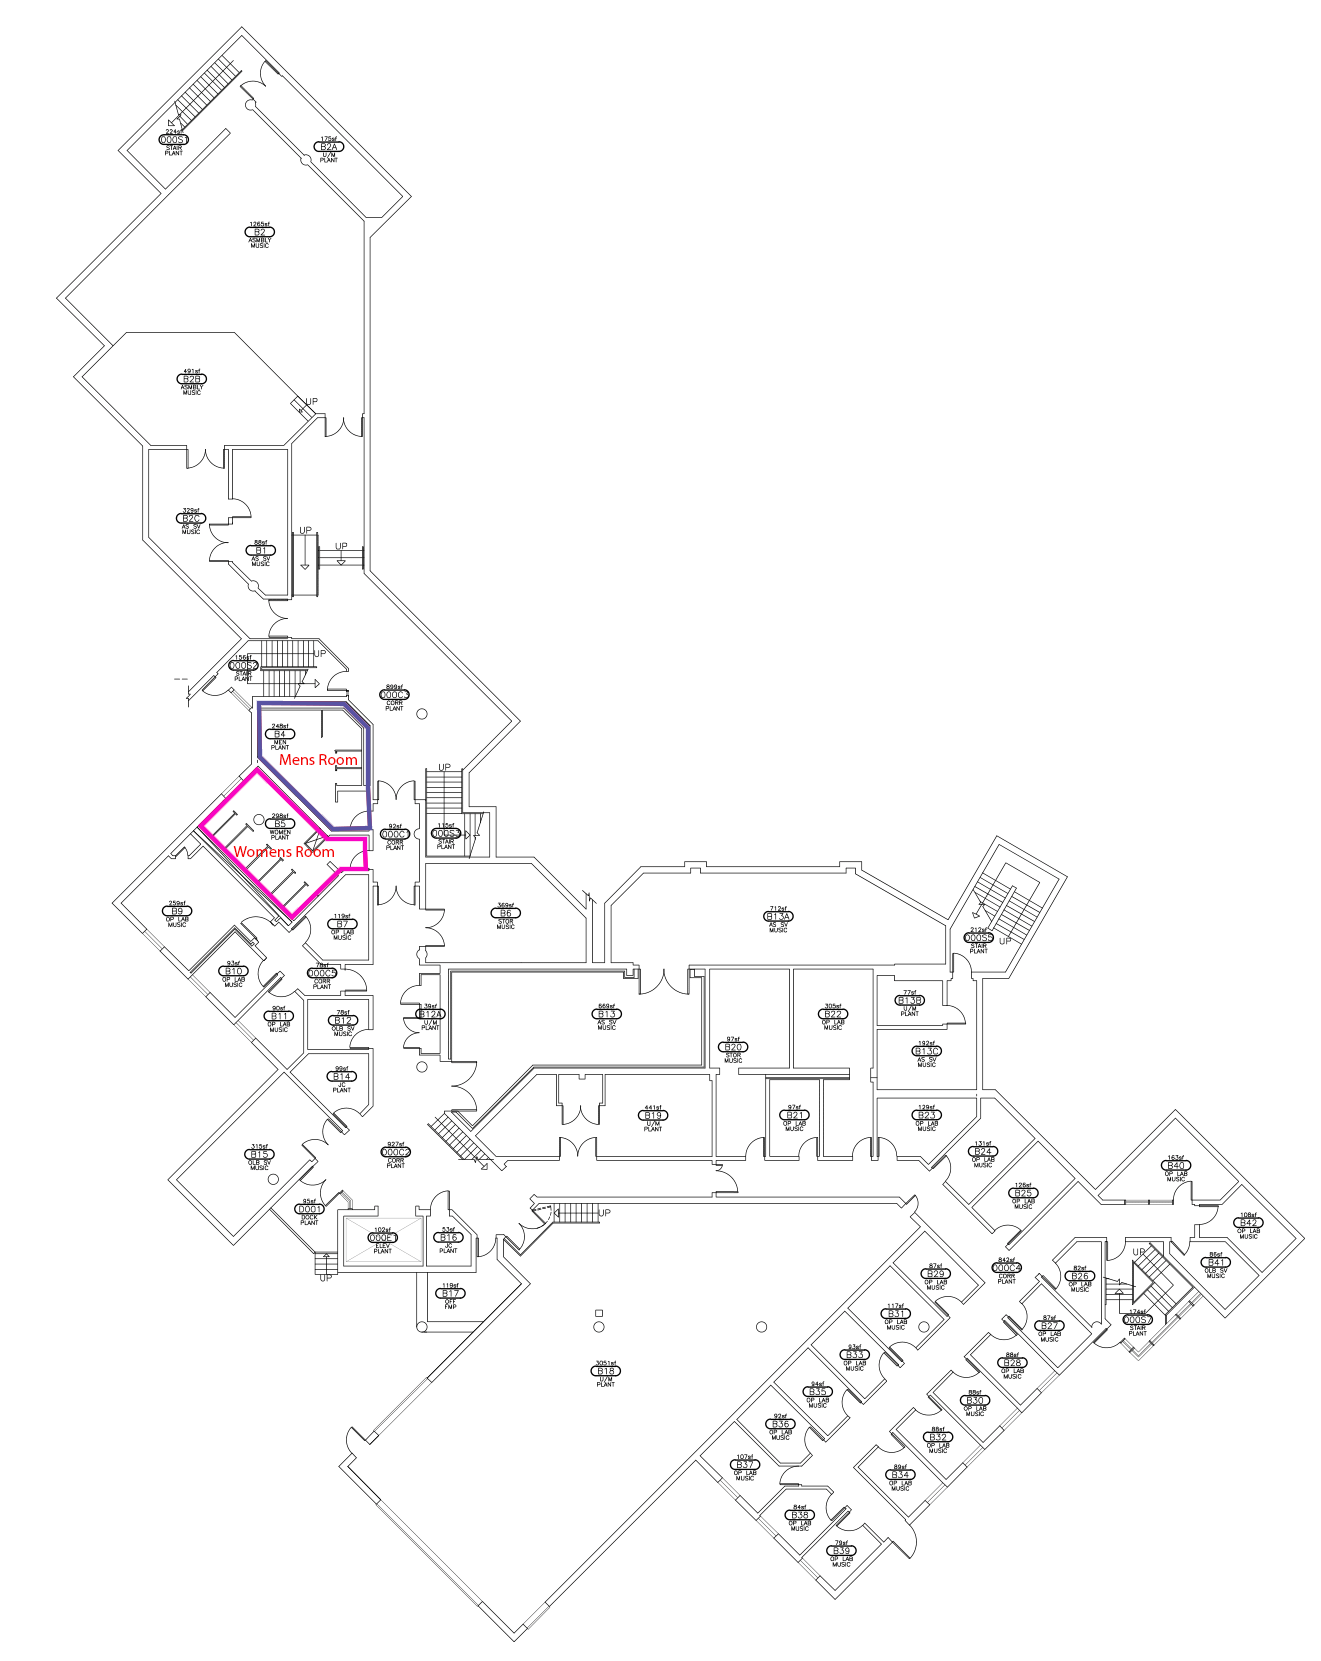 224sf
000S1
STAIR
PLANT
175sf
B2A
U/M
PLANT
1265sf
B2
ASMBLY
MUSIC
491sf
B2B
ASMBLY
MUSIC
UP
329sf
B2C
AS SV
MUSIC
88sf
B1
AS SV
MUSIC
UP
UP
156sf
000S2
STAIR
PLANT
UP
899sf
000C3
CORR
PLANT
248sf
B4
MEN
PLANT
Mens Room
298sf
B5
WOMEN
PLANT
Womens Room
92sf
000C1
CORR
PLANT
UP
115sf
000S3
STAIR
PLANT
259sf
B9
OP LAB
MUSIC
119sf
B7
OP LAB
MUSIC
369sf
B6
STOR
MUSIC
712sf
B13A
AS SV
MUSIC
212sf
000S5
STAIR
PLANT
UP
93sf
B10
OP LAB
MUSIC
78sf
000C5
CORR
PLANT
90sf
B11
OP LAB
MUSIC
78sf
B12
OLB SV
MUSIC
39sf
B12A
U/M
PLANT
669sf
B13
AS SV
MUSIC
305sf
B22
OP LAB
MUSIC
77sf
B13B
U/M
PLANT
97sf
B20
STOR
MUSIC
192sf
B13C
AS SV
MUSIC
99sf
B14
JC
PLANT
441sf
B19
U/M
PLANT
97sf
B21
OP LAB
MUSIC
129sf
B23
OP LAB
MUSIC
315sf
B15
OLB SV
MUSIC
927sf
000C2
CORR
PLANT
131sf
B24
OP LAB
MUSIC
126sf
B25
OP LAB
MUSIC
163sf
B40
OP LAB
MUSIC
95sf
D001
DOCK
PLANT
102sf
000E1
ELEV
PLANT
53sf
B16
JC
PLANT
UP
108sf
B42
OP LAB
MUSIC
UP
119sf
B17
OFF
FMP
87sf
B29
OP LAB
MUSIC
842sf
000C4
CORR
PLANT
82sf
B26
OP LAB
MUSIC
UP
86sf
B41
OLB SV
MUSIC
117sf
B31
OP LAB
MUSIC
87sf
B27
OP LAB
MUSIC
174sf
000S7
STAIR
PLANT
3051sf
B18
U/M
PLANT
93sf
B33
OP LAB
MUSIC
88sf
B28
OP LAB
MUSIC
94sf
B35
OP LAB
MUSIC
88sf
B30
OP LAB
MUSIC
92sf
B36
OP LAB
MUSIC
88sf
B32
OP LAB
MUSIC
107sf
B37
OP LAB
MUSIC
89sf
B34
OP LAB
MUSIC
84sf
B38
OP LAB
MUSIC
79sf
B39
OP LAB
MUSIC